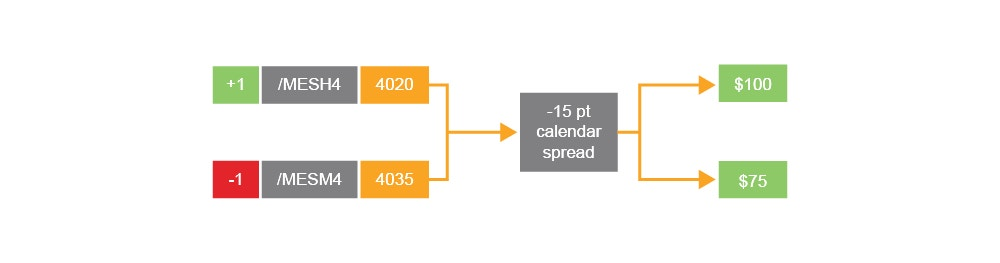 +1 /MESH4 4020
-1 /MESM4 4035
-15 pt
calendar
spread
$100
$75